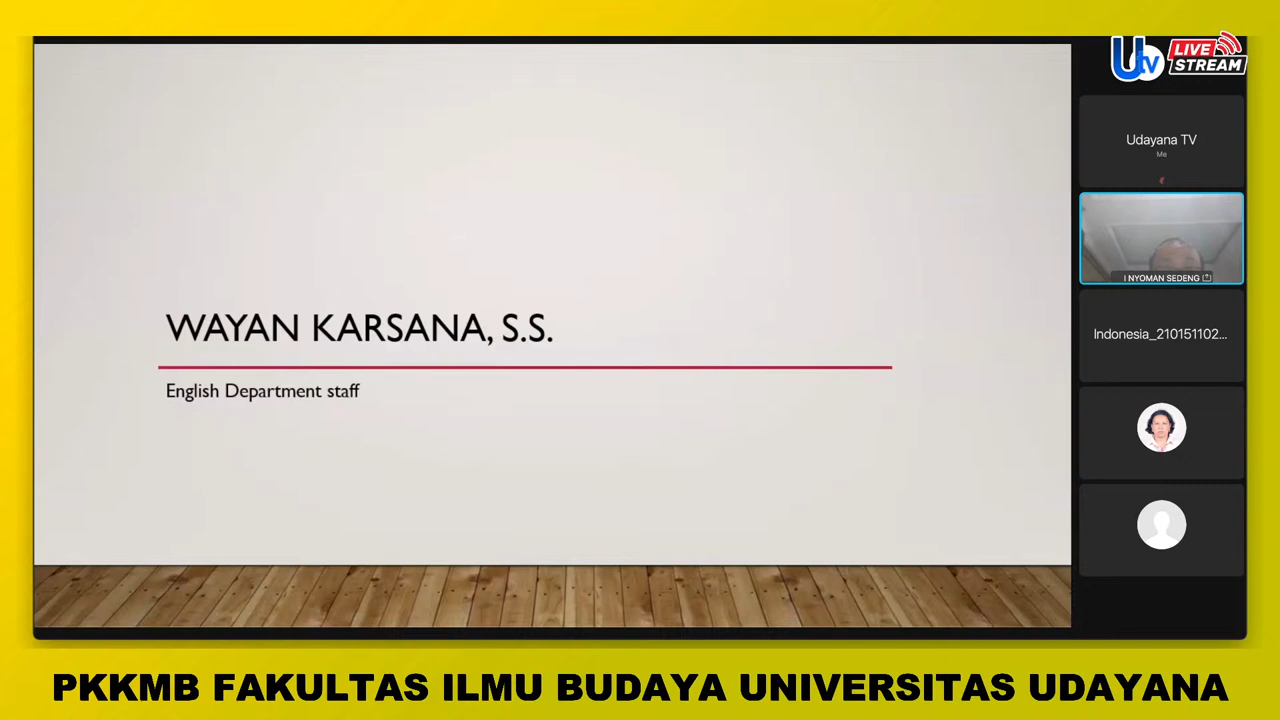 WAYAN KARSANA, S.S.
English Department staff
Utv
LIVE
STREAM
Udayana TV
Me
I NYOMAN SEDENG
Indonesia_210151102...
PKKMB FAKULTAS ILMU BUDAYA UNIVERSITAS UDAYANA